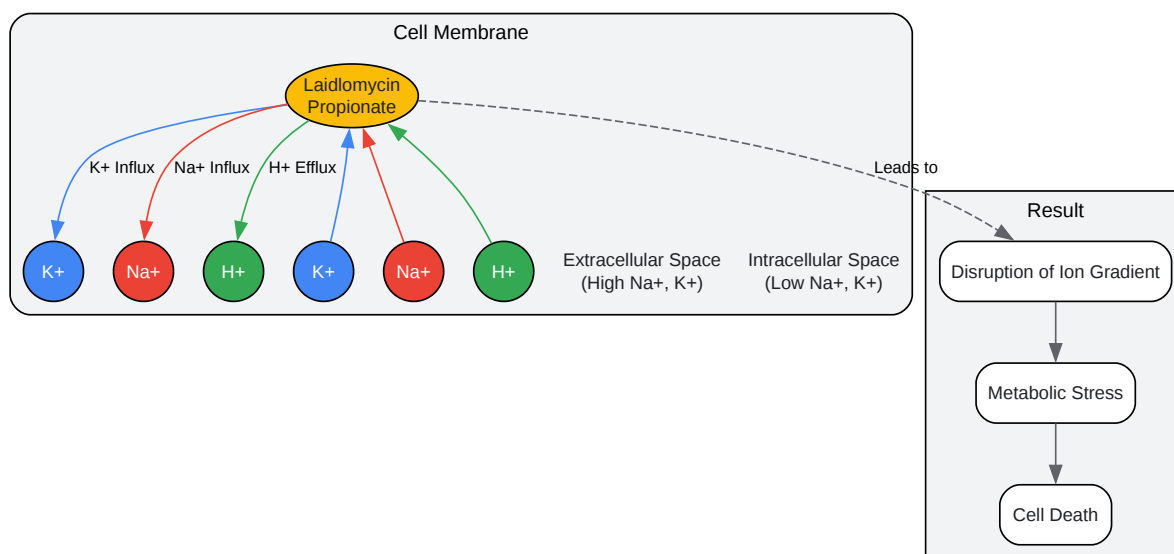 Cell Membrane
Laidlomycin
Propionate
K+ Influx
Na+ Influx
H+ Efflux
Leads to
K+
Na+
H+
K+
Na+
H+
Extracellular Space
(High Na+, K+)
Intracellular Space
(Low Na+, K+)
Result
Disruption of Ion Gradient
Metabolic Stress
Cell Death